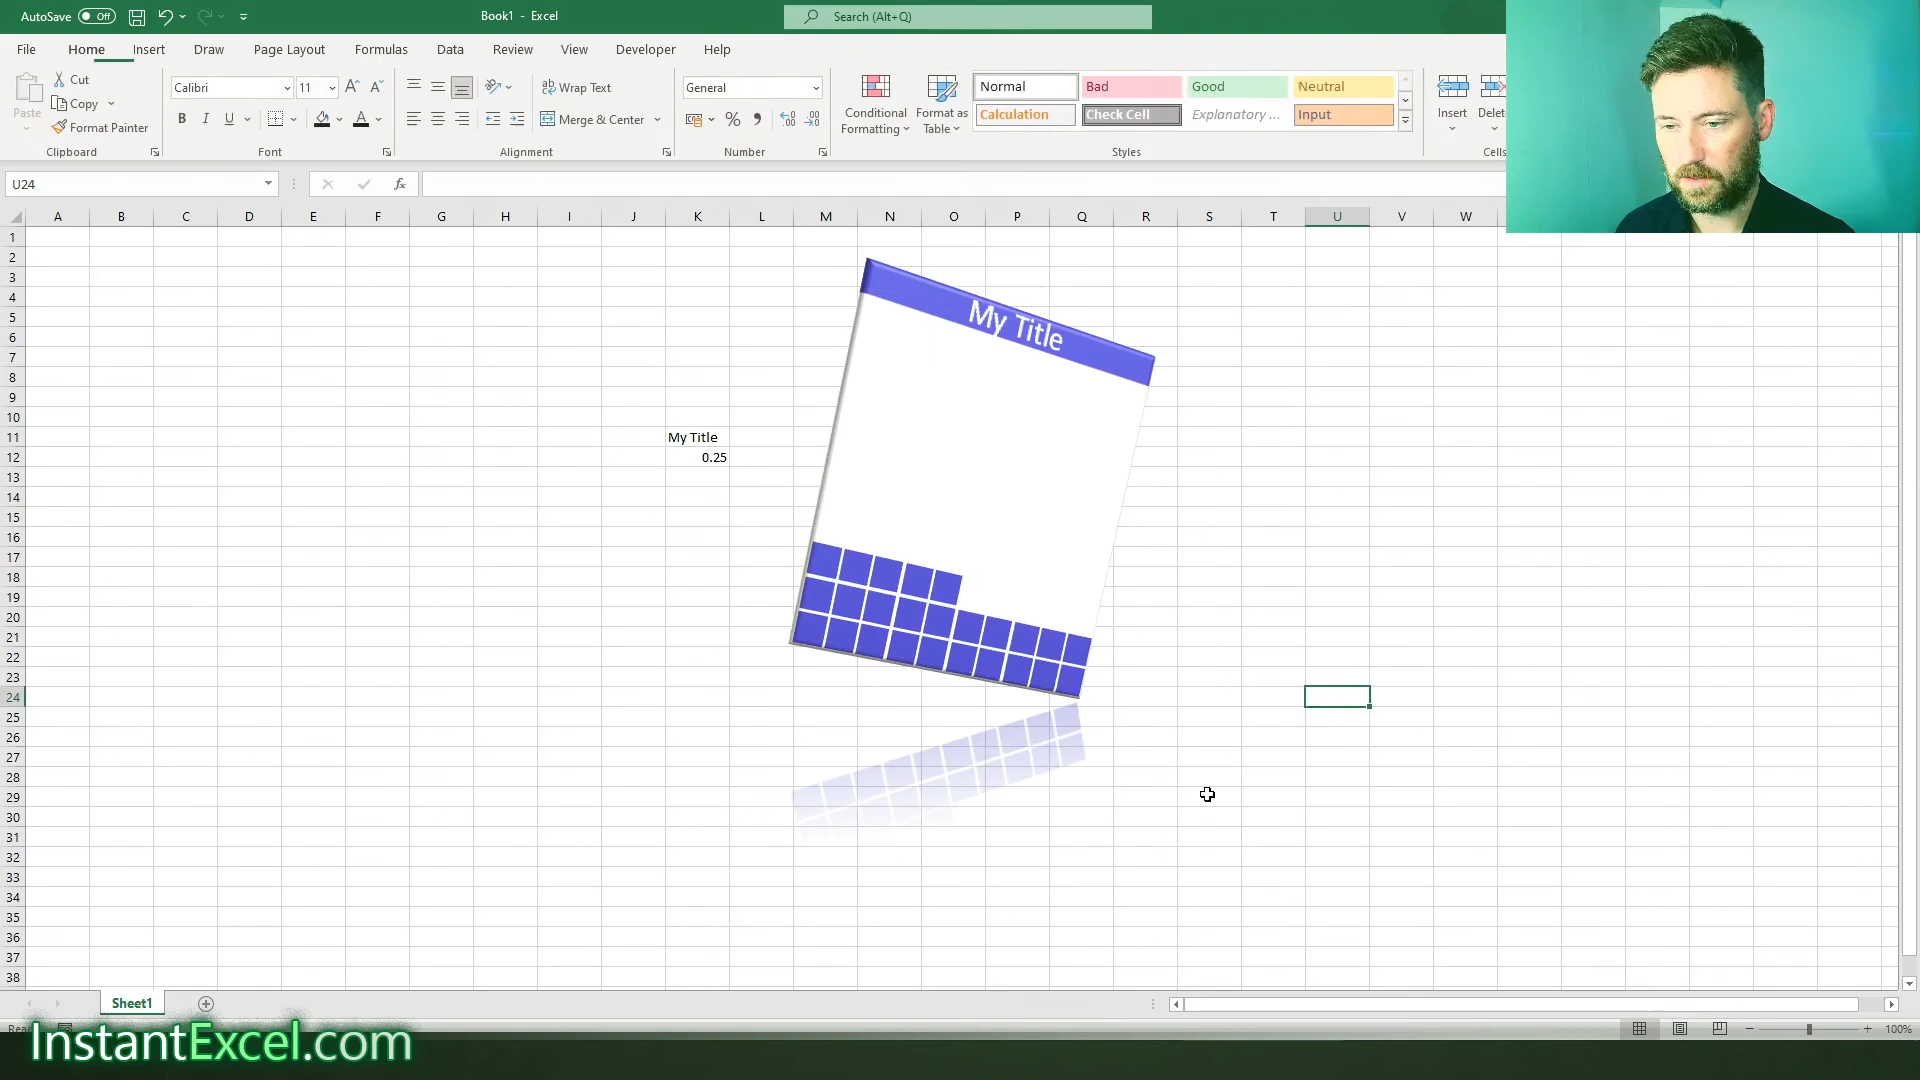 AutoSave Off
Book1 - Excel
Search (Alt+Q)
File Home Insert Draw Page Layout Formulas Data Review View Developer Help
Paste
Cut
Copy
Format Painter
Clipboard
Calibri 11
B I U
Font
Wrap Text
Merge & Center
Alignment
General
Number
Conditional Formatting
Format as Table
Normal Bad Good Neutral
Calculation Check Cell Explanatory ... Input
Styles
Insert
Cells
U24
fx
A B C D E F G H I J K L M N O P Q R S T U V W
1
2
3
4
5
6
7
8
9
10
11
12
13
14
15
16
17
18
19
20
21
22
23
24
25
26
27
28
29
30
31
32
33
34
35
36
37
38
My Title
My Title
0.25
Sheet1
100%
InstantExcel.com